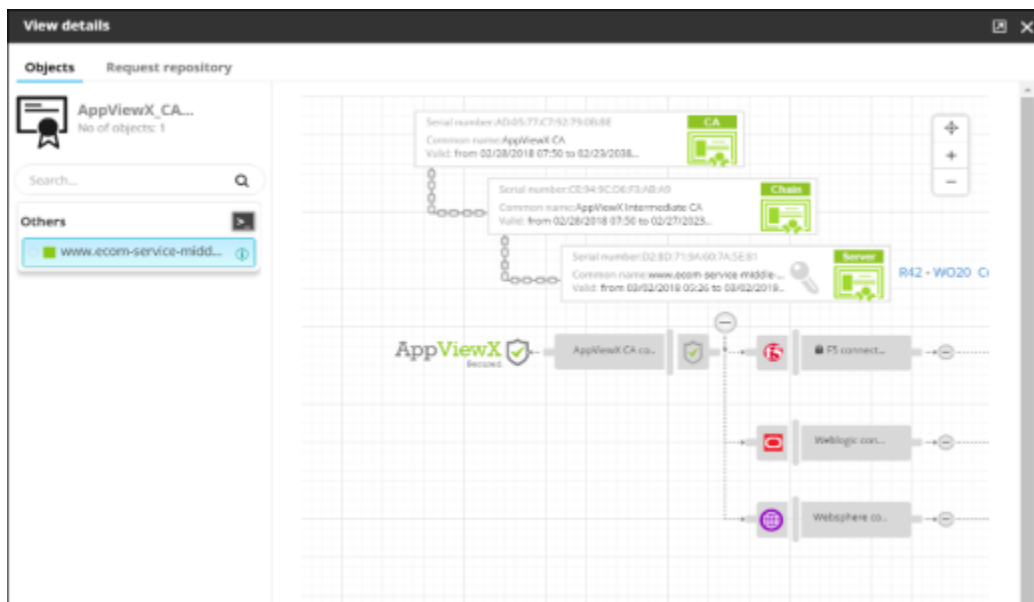 View details
Objects
Request repository
AppViewX_CA...
No of objects: 1
Search...
Others
www.ecom-service-midd...
Serial number:AD:05:77:C7:92:79:0B:8E
CA
Common name:AppViewX CA
Valid: from 02/28/2018 07:50 to 02/23/2038...
Serial number:CE:94:9C:D6:F3:AB:A9
Chain
Common name:AppViewX Intermediate CA
Valid: from 02/28/2018 07:50 to 02/27/2023...
Serial number:D2:8D:71:9A:60:7A:5E:81
Server
Common name:www.ecom-service-middle-...
Valid: from 03/02/2018 05:26 to 03/02/2019...
R42 - WO20
AppViewX
Secured
AppViewX CA co...
F5 connect...
Weblogic con...
Websphere co...